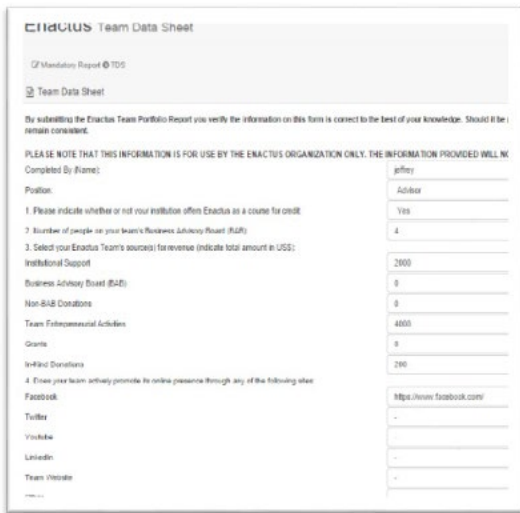 Enactus Team Data Sheet
Mandatory Report TDS
Team Data Sheet
By submitting the Enactus Team Portfolio Report you verify the information on this form is correct to the best of your knowledge. Should it be
remain consistent.
PLEASE NOTE THAT THIS INFORMATION IS FOR USE BY THE ENACTUS ORGANIZATION ONLY. THE INFORMATION PROVIDED WILL
Completed By (Name): jeffrey
Position: Advisor
1. Please indicate whether or not your institution offers Enactus as a course for credit: Yes
2. Number of people on your team's Business Advisory Board (BAB): 4
3. Select your Enactus Team's source(s) for revenue (indicate total amount in US$):
Institutional Support 2000
Business Advisory Board (BAB) 0
Non-BAB Donations 0
Team Entrepreneurial Activities 4000
Grants 0
In-Kind Donations 200
4. Does your team actively promote its online presence through any of the following sites:
Facebook https://www.facebook.com/
Twitter -
Youtube -
LinkedIn -
Team Website -